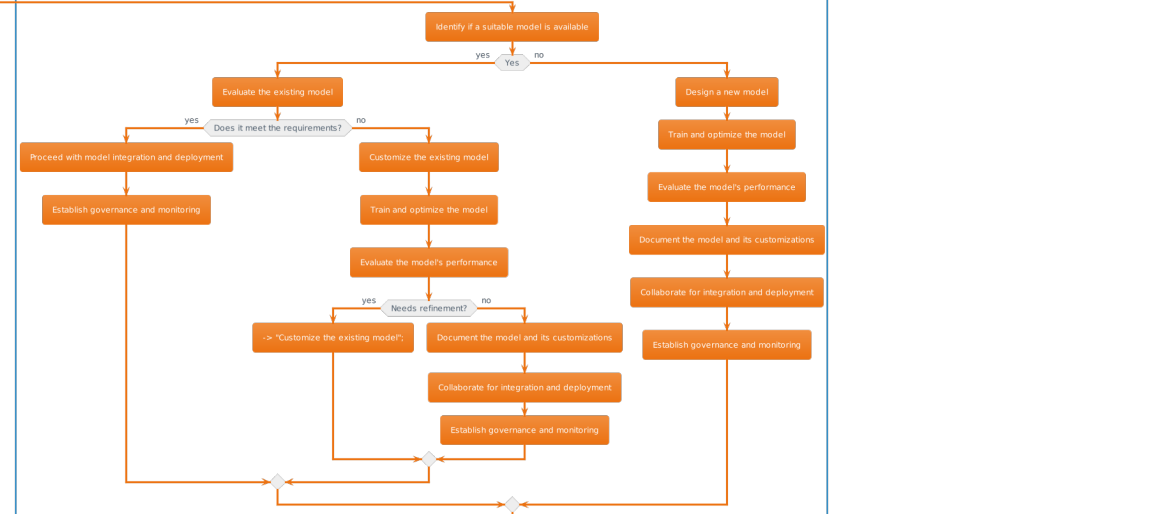 Identify if a suitable model is available
yes
Yes
no
Evaluate the existing model
Design a new model
yes
Does it meet the requirements?
no
Train and optimize the model
Proceed with model integration and deployment
Customize the existing model
Evaluate the model's performance
Establish governance and monitoring
Train and optimize the model
Document the model and its customizations
Evaluate the model's performance
Collaborate for integration and deployment
yes
Needs refinement?
no
-> "Customize the existing model";
Document the model and its customizations
Establish governance and monitoring
Collaborate for integration and deployment
Establish governance and monitoring